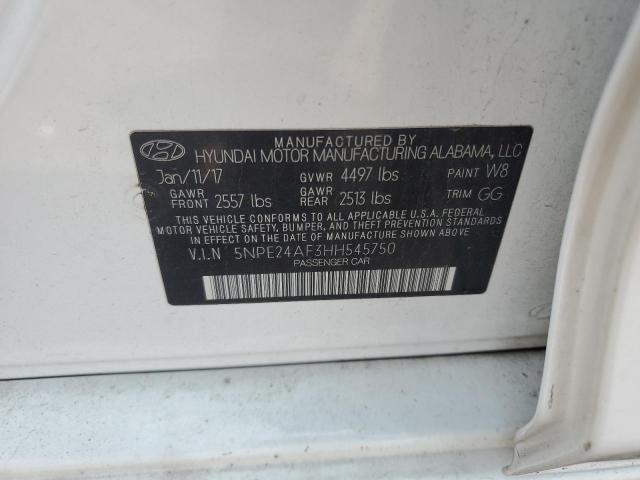 MANUFACTURED BY
HYUNDAI MOTOR MANUFACTURING ALABAMA, LLC
Jan/11/17 GVWR 4497 lbs PAINT W8
GAWR FRONT 2557 lbs GAWR REAR 2513 lbs TRIM GG
THIS VEHICLE CONFORMS TO ALL APPLICABLE U.S.A. FEDERAL
MOTOR VEHICLE SAFETY, BUMPER, AND THEFT PREVENTION STANDARDS
IN EFFECT ON THE DATE OF MANUFACTURE SHOWN ABOVE.
V.I.N 5NPE24AF3HH545750
PASSENGER CAR